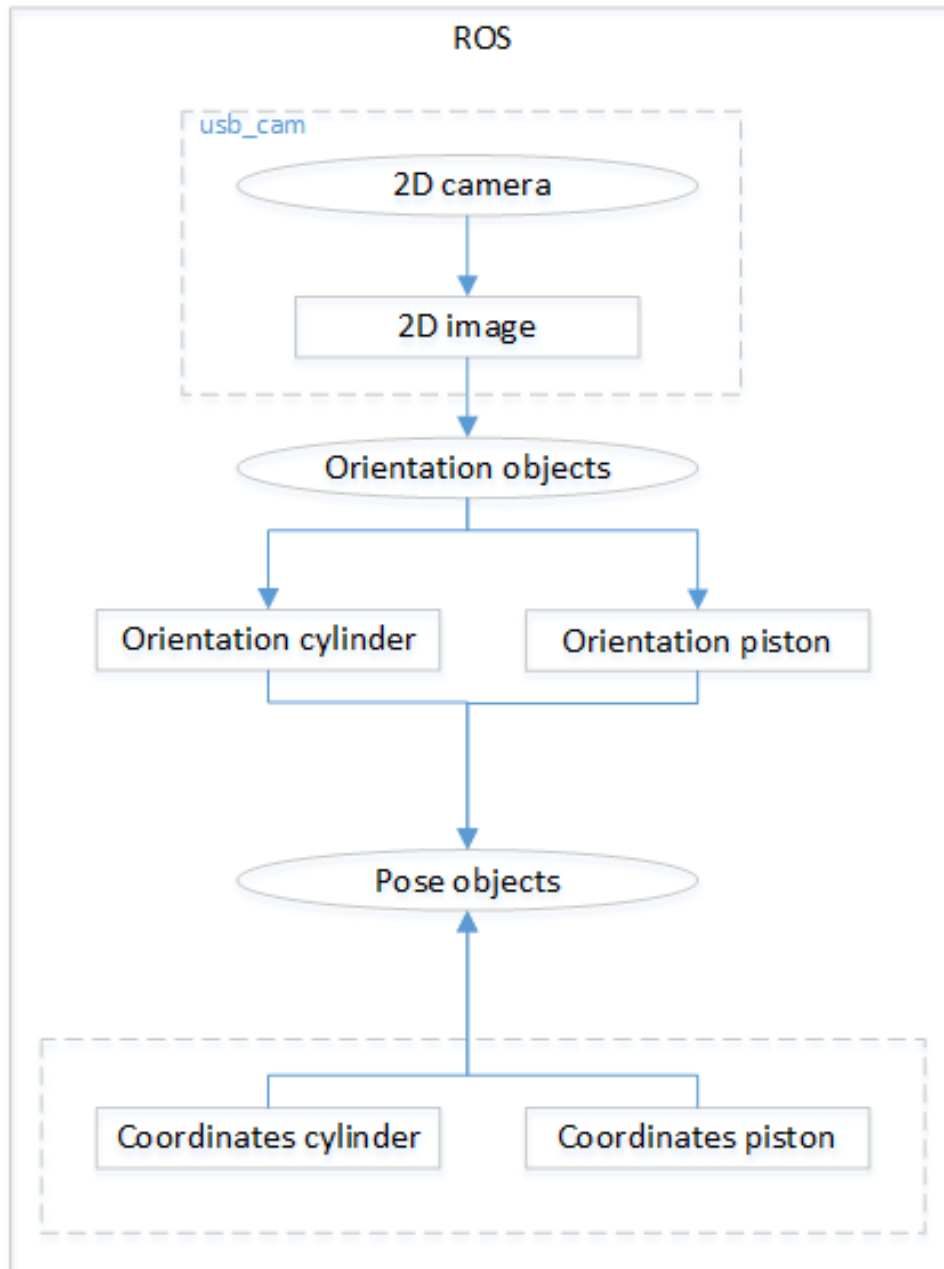 ROS
usb_cam
2D camera
2D image
Orientation objects
Orientation cylinder
Orientation piston
Pose objects
Coordinates cylinder
Coordinates piston